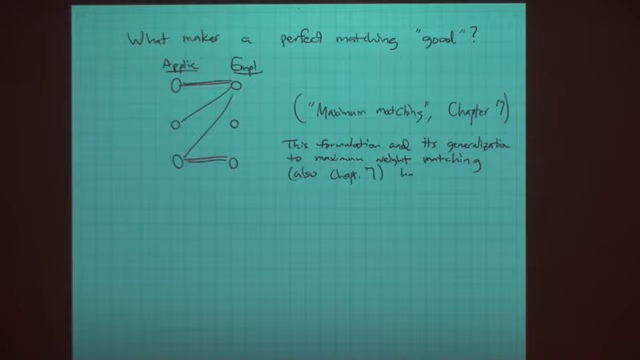 What makes a perfect matching "good"?
Applic Empl
("Maximum matching", Chapter 7)
This formulation and its generalization
to maximum weight matching
(also Chapt. 7)